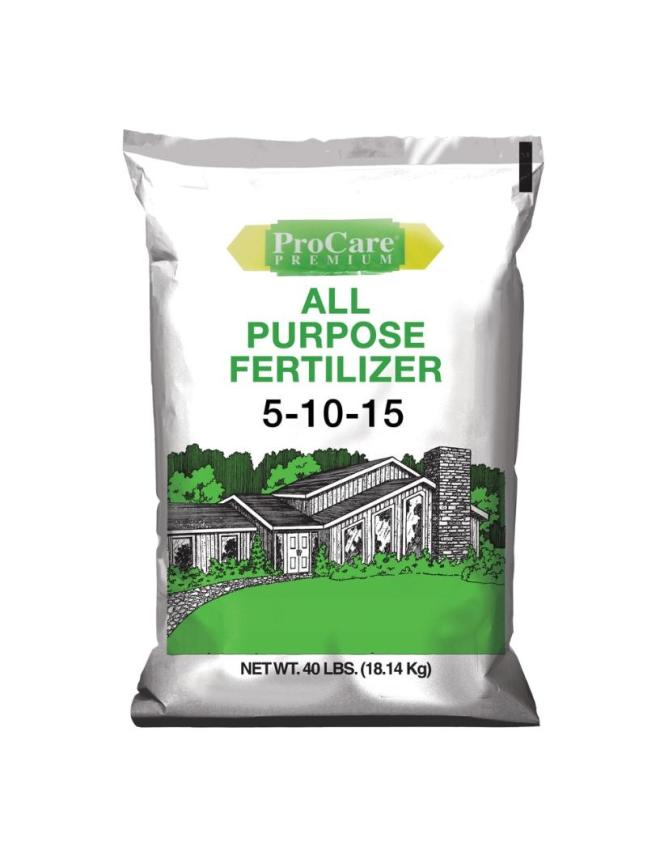 ProCare®
PREMIUM
ALL
PURPOSE
FERTILIZER
5-10-15
NET WT. 40 LBS. (18.14 Kg)